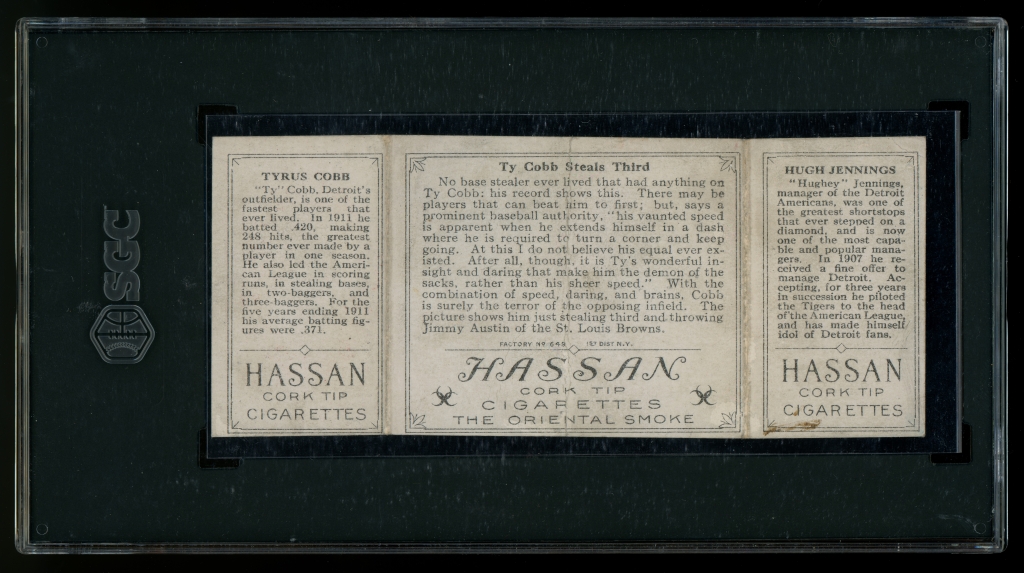 SGC
TYRUS COBB
"Ty" Cobb, Detroit's
outfielder, is one of the
fastest players that
ever lived. In 1911 he
batted .420, making
248 hits, the greatest
number ever made by a
player in one season.
He also led the Ameri-
can League in scoring
runs, in stealing bases,
in two-baggers, and
three-baggers. For the
five years ending 1911
his average batting fig-
ures were .371.
HASSAN
CORK TIP
CIGARETTES
Ty Cobb Steals Third
No base stealer ever lived that had anything on
Ty Cobb; his record shows this. There may be
players that can beat him to first; but, says a
prominent baseball authority, "his vaunted speed
is apparent when he extends himself in a dash
where he is required to turn a corner and keep
going. At this I do not believe his equal ever ex-
isted. After all, though, it is Ty's wonderful in-
sight and daring that make him the demon of the
sacks, rather than his sheer speed." With the
combination of speed, daring, and brains, Cobb
is surely the terror of the opposing infield. The
picture shows him just stealing third and throwing
Jimmy Austin of the St. Louis Browns.
FACTORY Nº 649 1ST DIST. N.Y.
HASSAN
CORK TIP
CIGARETTES
THE ORIENTAL SMOKE
HUGH JENNINGS
"Hughey" Jennings,
manager of the Detroit
Americans, was one of
the greatest shortstops
that ever stepped on a
diamond, and is now
one of the most capa-
ble and popular mana-
gers. In 1907 he re-
ceived a fine offer to
manage Detroit. Ac-
cepting, for three years
in succession he piloted
the Tigers to the head
of the American League,
and has made himself
idol of Detroit fans.
HASSAN
CORK TIP
CIGARETTES